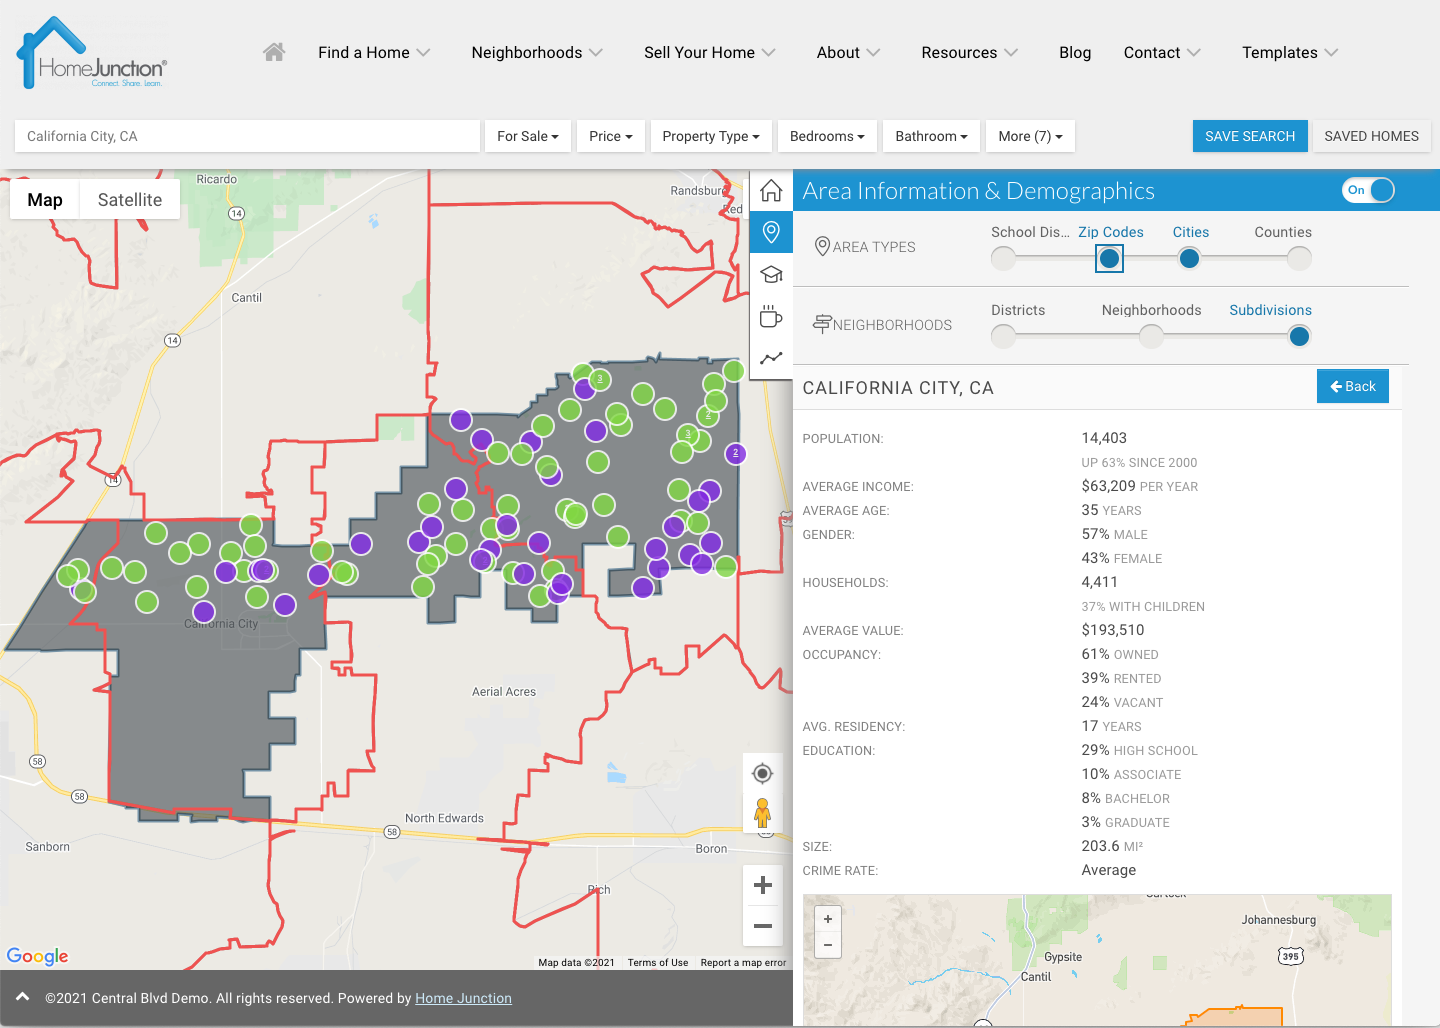 HomeJunction®
Connect. Share. Learn.
Find a Home
Neighborhoods
Sell Your Home
About
Resources
Blog
Contact
Templates
California City, CA
For Sale
Price
Property Type
Bedrooms
Bathroom
More (7)
SAVE SEARCH
SAVED HOMES
Map
Satellite
Ricardo
14
Randsburg
Red
Cantil
14
14
3
2
3
2
California City
Aerial Acres
58
58
58
North Edwards
Sanborn
Boron
Rich
Google
Map data ©2021
Terms of Use
Report a map error
©2021 Central Blvd Demo. All rights reserved. Powered by Home Junction
Area Information & Demographics
On
AREA TYPES
School Dis...
Zip Codes
Cities
Counties
NEIGHBORHOODS
Districts
Neighborhoods
Subdivisions
CALIFORNIA CITY, CA
Back
POPULATION: 14,403
UP 63% SINCE 2000
AVERAGE INCOME: $63,209 PER YEAR
AVERAGE AGE: 35 YEARS
GENDER: 57% MALE
43% FEMALE
HOUSEHOLDS: 4,411
37% WITH CHILDREN
AVERAGE VALUE: $193,510
OCCUPANCY: 61% OWNED
39% RENTED
24% VACANT
AVG. RESIDENCY: 17 YEARS
EDUCATION: 29% HIGH SCHOOL
10% ASSOCIATE
8% BACHELOR
3% GRADUATE
SIZE: 203.6 MI²
CRIME RATE: Average
+
−
Johannesburg
395
Gypsite
Cantil